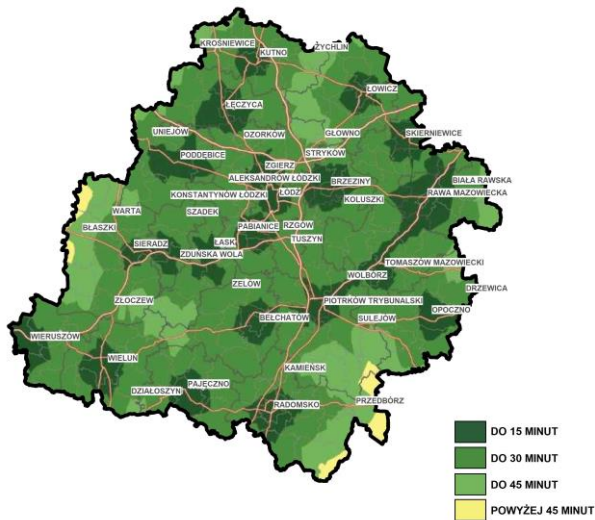 ŻYCHLIN
KROŚNIEWICE
KUTNO
ŁOWICZ
ŁĘCZYCA
UNIEJÓW
OZORKÓW
GŁOWNO
SKIERNIEWICE
PODDĘBICE
STRYKÓW
ZGIERZ
ALEKSANDRÓW ŁÓDZKI
BRZEZINY
BIAŁA RAWSKA
KONSTANTYNÓW ŁÓDZKI
ŁÓDŹ
RAWA MAZOWIECKA
KOLUSZKI
WARTA
SZADEK
BŁASZKI
PABIANICE
RZGÓW
SIERADZ
ŁASK
TUSZYN
ZDUŃSKA WOLA
TOMASZÓW MAZOWIECKI
WOLBÓRZ
ZELÓW
DRZEWICA
ZŁOCZEW
PIOTRKÓW TRYBUNALSKI
OPOCZNO
BEŁCHATÓW
SULEJÓW
WIERUSZÓW
WIELUŃ
KAMIEŃSK
PAJĘCZNO
DZIAŁOSZYN
RADOMSKO
PRZEDBÓRZ
DO 15 MINUT
DO 30 MINUT
DO 45 MINUT
POWYŻEJ 45 MINUT